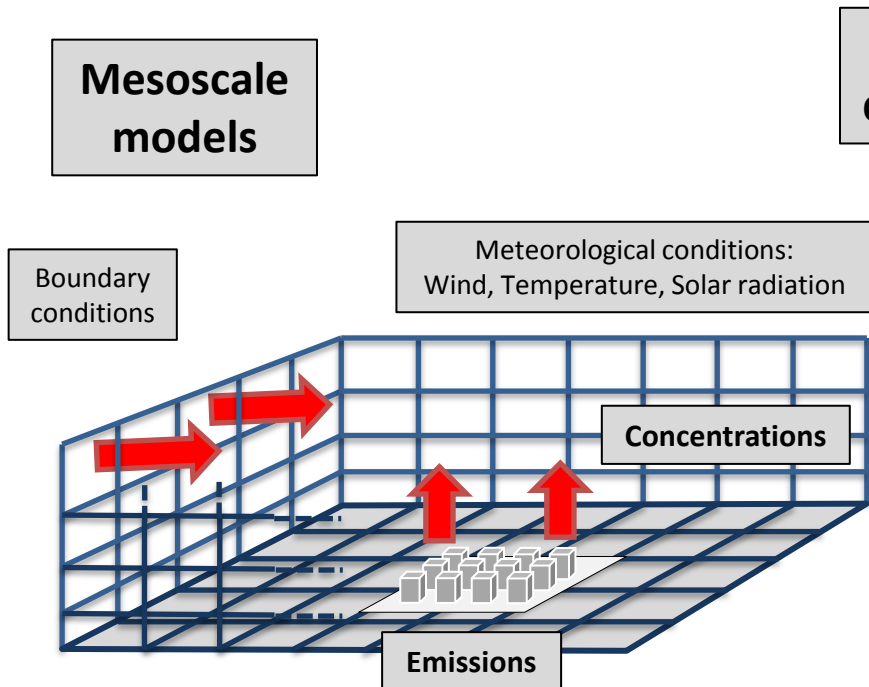 Mesoscale
models
Meteorological conditions:
Wind, Temperature, Solar radiation
Boundary
conditions
Concentrations
Emissions